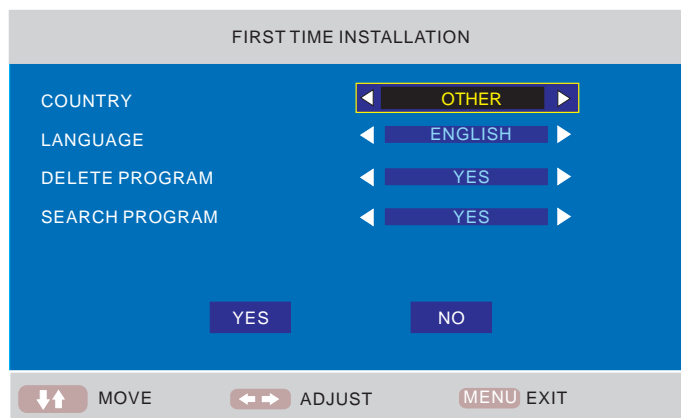 FIRST TIME INSTALLATION
COUNTRY OTHER
LANGUAGE ENGLISH
DELETE PROGRAM YES
SEARCH PROGRAM YES
YES NO
MOVE ADJUST MENU EXIT